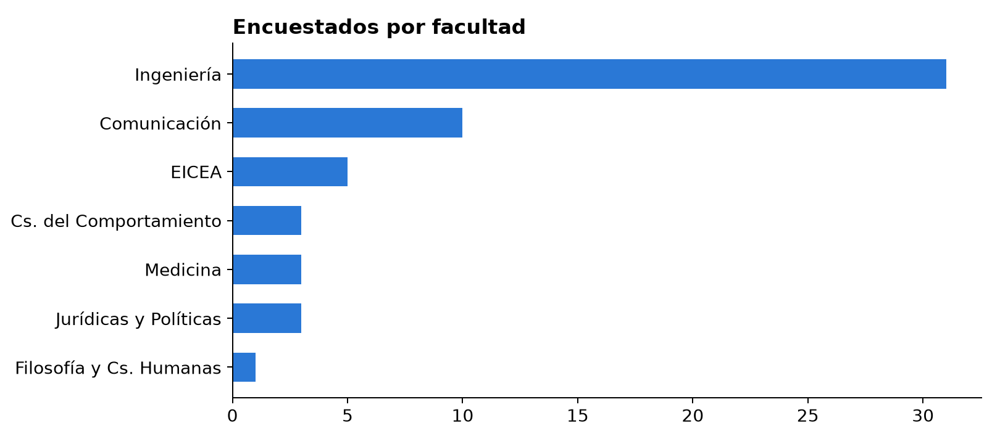 Encuestados por facultad
Ingeniería
Comunicación
EICEA
Cs. del Comportamiento
Medicina
Jurídicas y Políticas
Filosofía y Cs. Humanas
0 5 10 15 20 25 30